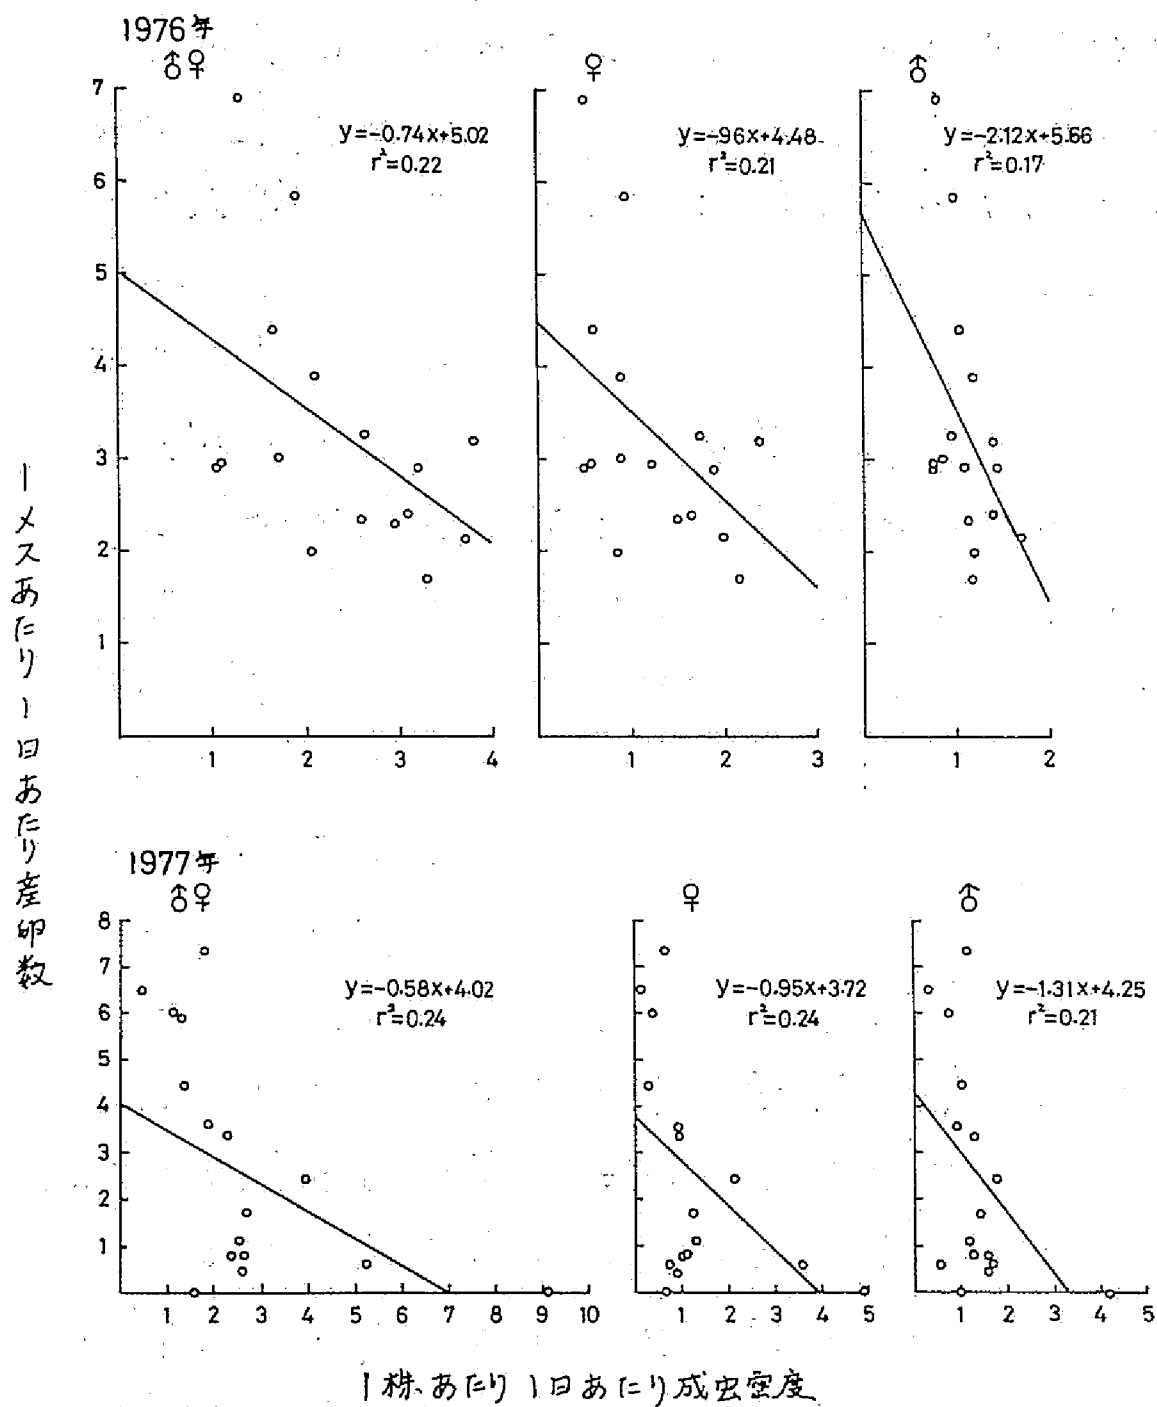 1976年
♂♀
♀
♂
7
6
5
4
3
2
1
y=-0.74x+5.02
r²=0.22
y=-96x+4.48
r²=0.21
y=-2.12x+5.66
r²=0.17
1 2 3 4
1 2 3
1 2
1メスあたり1日あたり産卵数
1977年
♂♀
♀
♂
8
7
6
5
4
3
2
1
y=-0.58x+4.02
r²=0.24
y=-0.95x+3.72
r²=0.24
y=-1.31x+4.25
r²=0.21
1 2 3 4 5 6 7 8 9 10
1 2 3 4 5
1 2 3 4 5
1株あたり1日あたり成虫密度